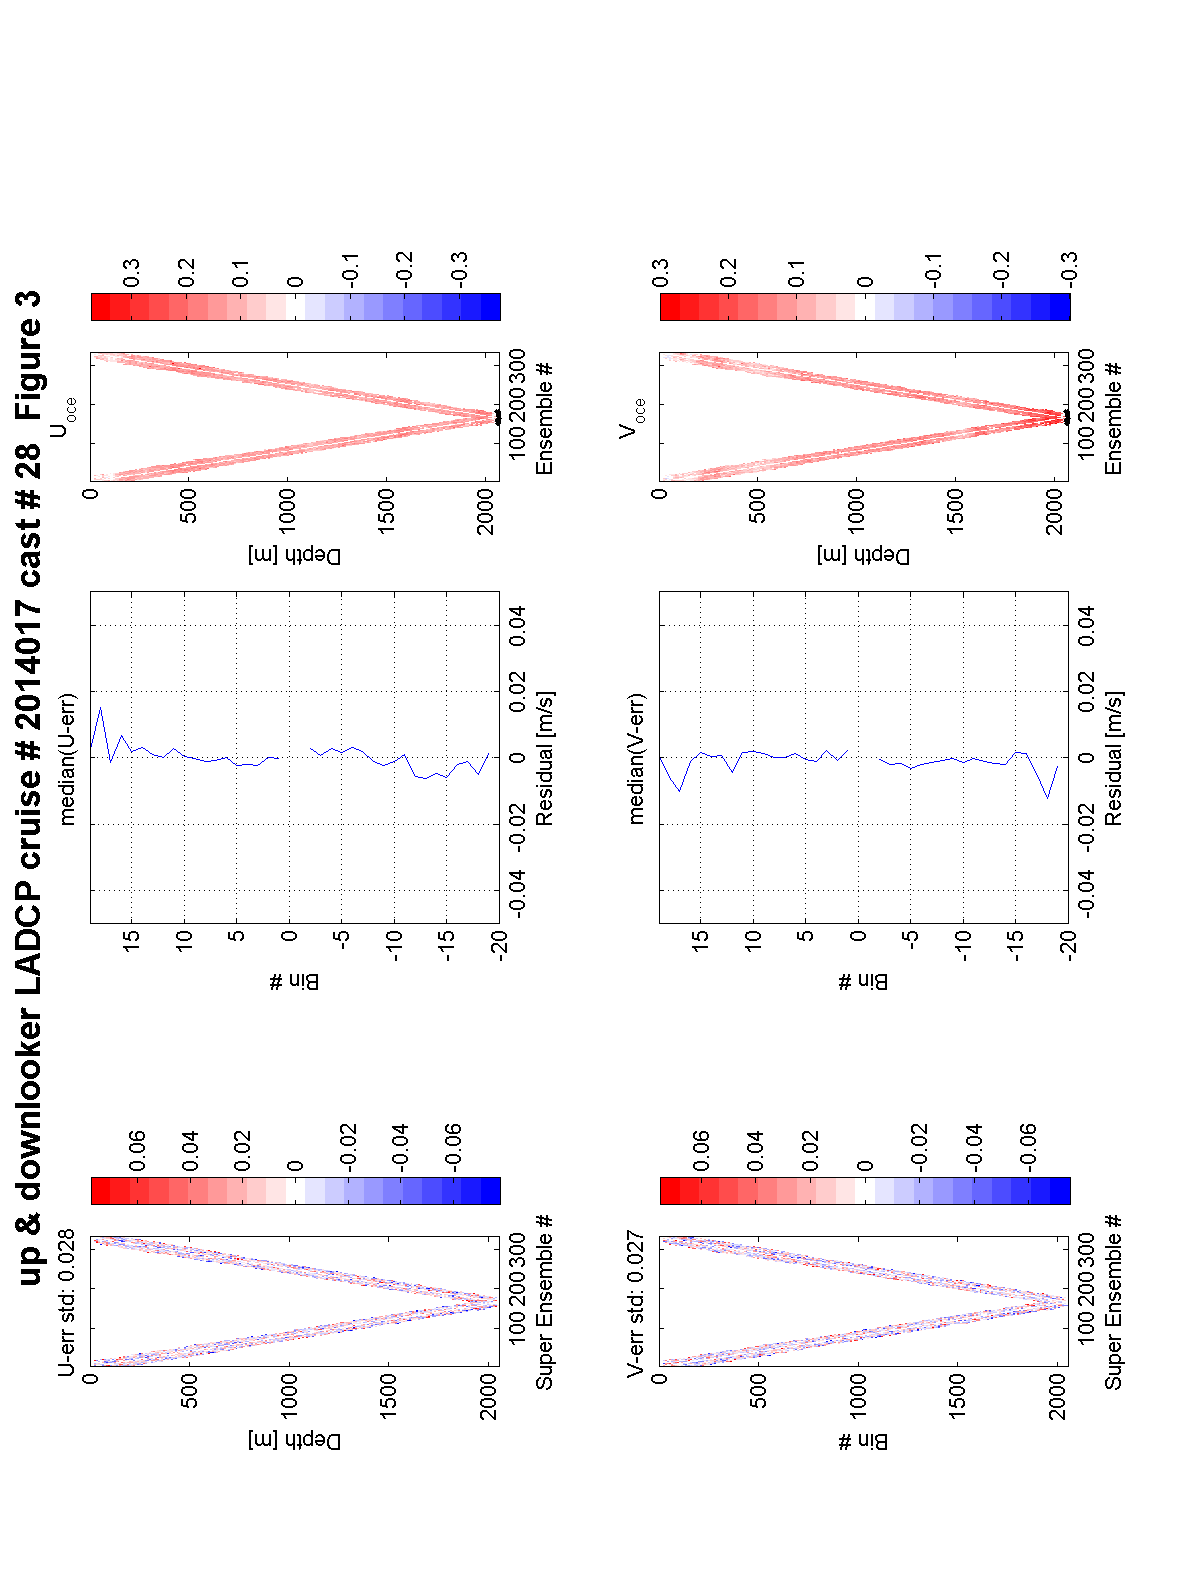 up & downlooker LADCP cruise # 2014017 cast # 28 Figure 3
U-err std: 0.028
0
500
1000
1500
2000
Depth [m]
100 200 300
Super Ensemble #
0.06
0.04
0.02
0
-0.02
-0.04
-0.06
median(U-err)
15
10
5
0
-5
-10
-15
-20
Bin #
-0.04 -0.02 0 0.02 0.04
Residual [m/s]
Uoce
0
500
1000
1500
2000
Depth [m]
100 200 300
Ensemble #
0.3
0.2
0.1
0
-0.1
-0.2
-0.3
V-err std: 0.027
0
500
1000
1500
2000
Bin #
100 200 300
Super Ensemble #
0.06
0.04
0.02
0
-0.02
-0.04
-0.06
median(V-err)
15
10
5
0
-5
-10
-15
-20
Bin #
-0.04 -0.02 0 0.02 0.04
Residual [m/s]
Voce
0
500
1000
1500
2000
Depth [m]
100 200 300
Ensemble #
0.3
0.2
0.1
0
-0.1
-0.2
-0.3